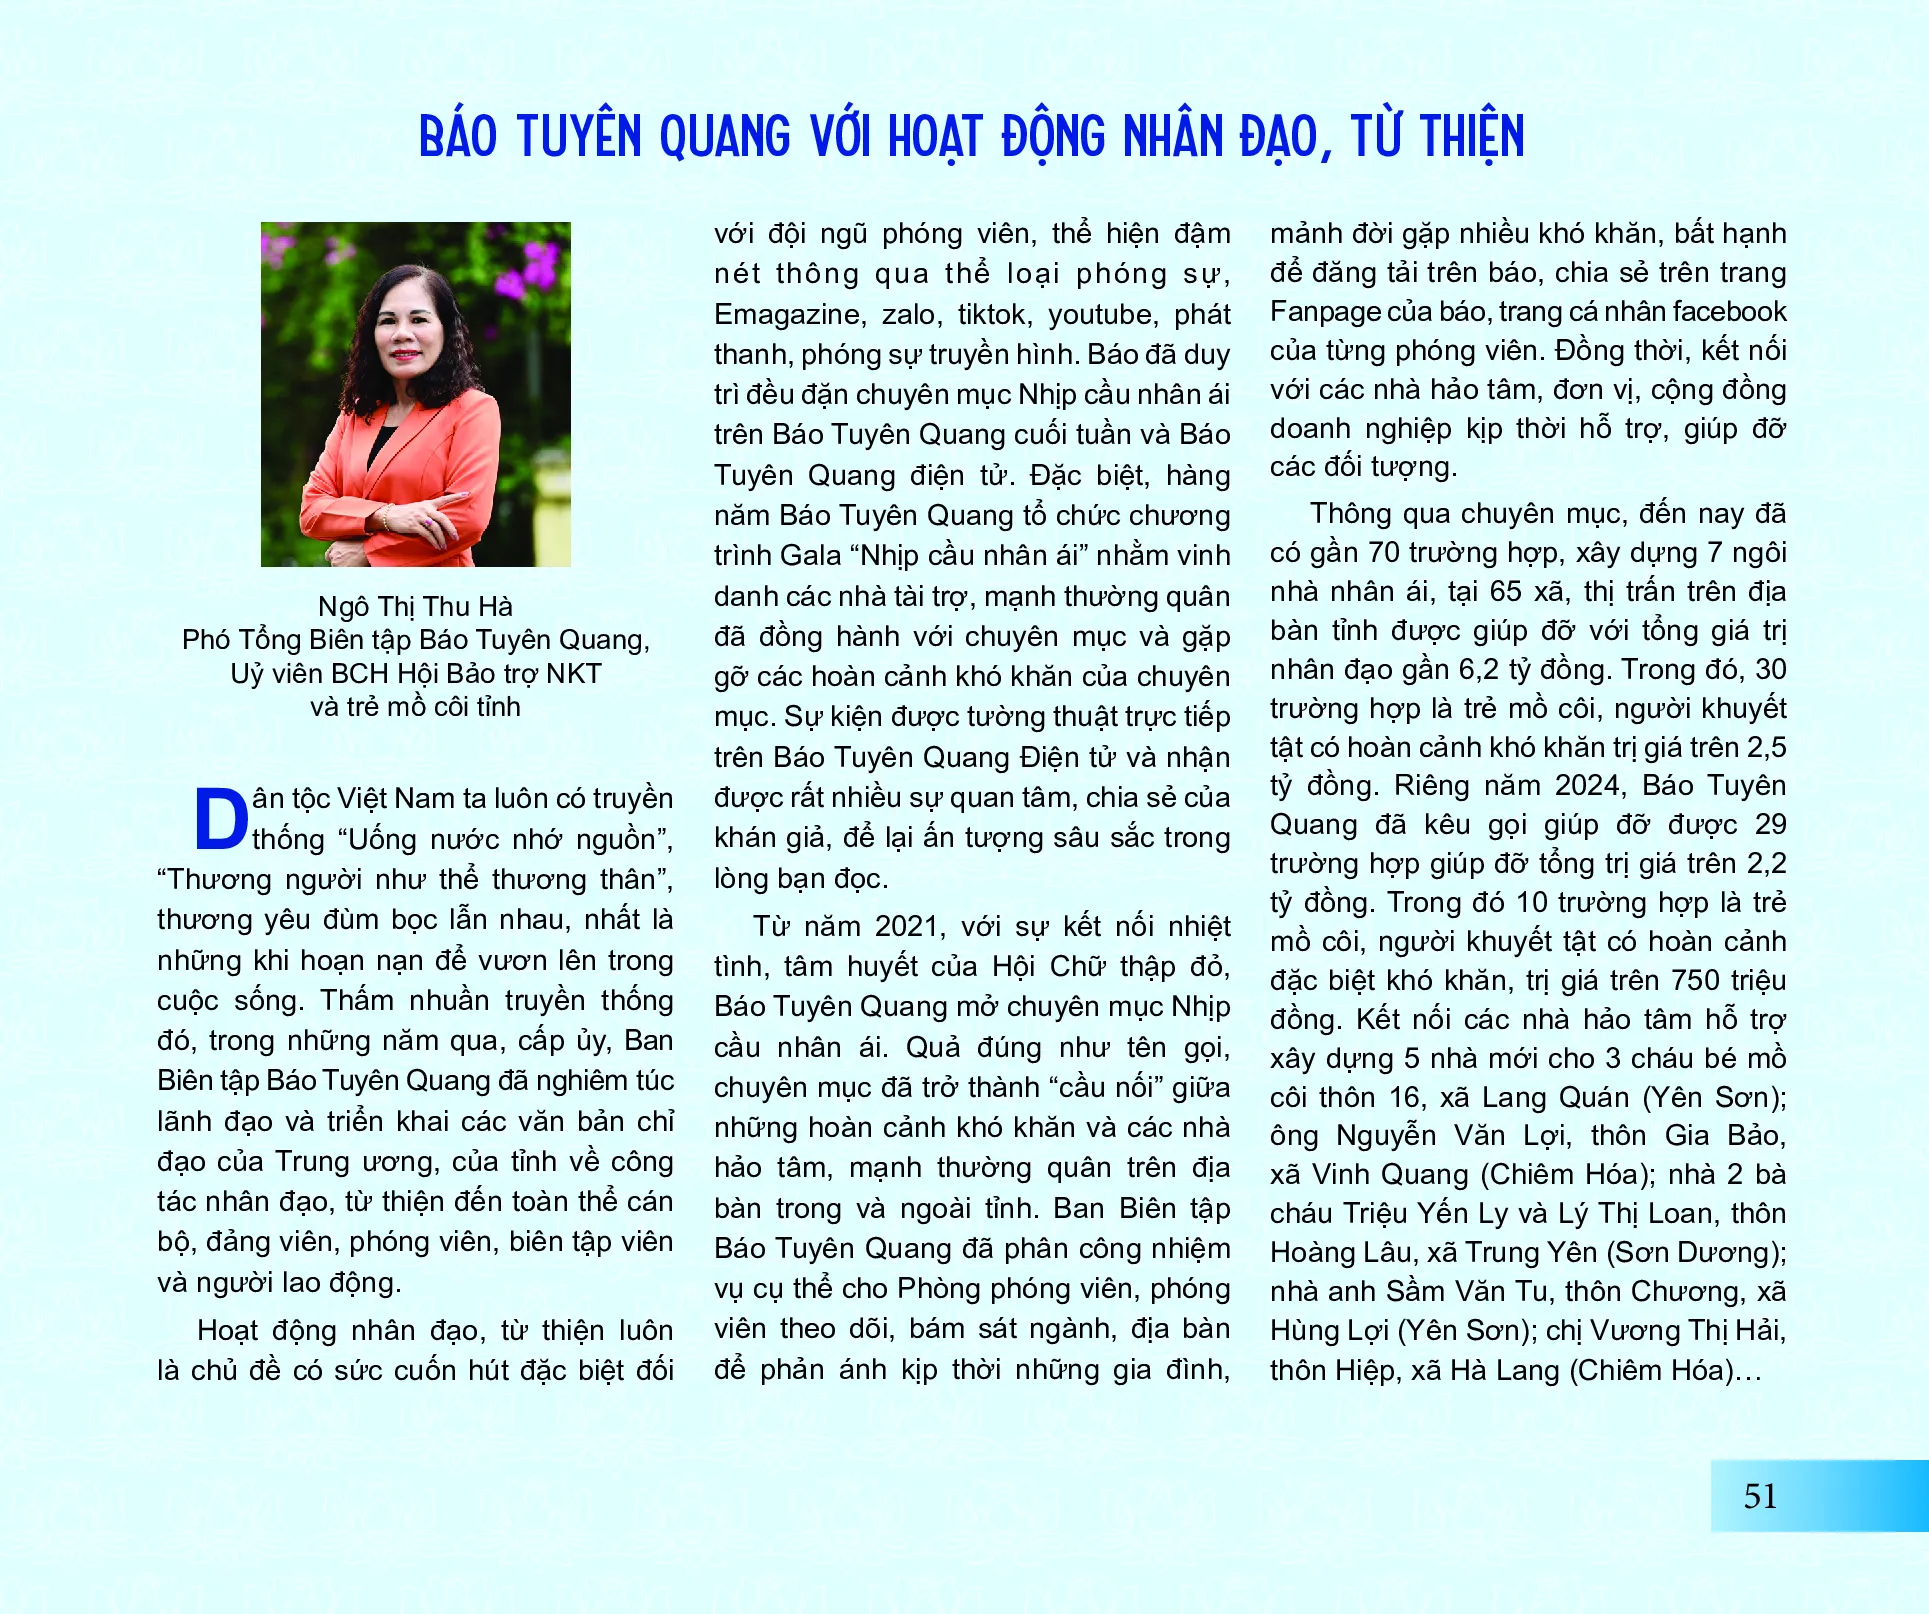 BÁO TUYÊN QUANG VỚI HOẠT ĐỘNG NHÂN ĐẠO, TỪ THIỆN
Ngô Thị Thu Hà
Phó Tổng Biên tập Báo Tuyên Quang,
Uỷ viên BCH Hội Bảo trợ NKT
và trẻ mồ côi tỉnh
Dân tộc Việt Nam ta luôn có truyền
thống “Uống nước nhớ nguồn”,
“Thương người như thể thương thân”,
thương yêu đùm bọc lẫn nhau, nhất là
những khi hoạn nạn để vươn lên trong
cuộc sống. Thấm nhuần truyền thống
đó, trong những năm qua, cấp ủy, Ban
Biên tập Báo Tuyên Quang đã nghiêm túc
lãnh đạo và triển khai các văn bản chỉ
đạo của Trung ương, của tỉnh về công
tác nhân đạo, từ thiện đến toàn thể cán
bộ, đảng viên, phóng viên, biên tập viên
và người lao động.
Hoạt động nhân đạo, từ thiện luôn
là chủ đề có sức cuốn hút đặc biệt đối
với đội ngũ phóng viên, thể hiện đậm
nét thông qua thể loại phóng sự,
Emagazine, zalo, tiktok, youtube, phát
thanh, phóng sự truyền hình. Báo đã duy
trì đều đặn chuyên mục Nhịp cầu nhân ái
trên Báo Tuyên Quang cuối tuần và Báo
Tuyên Quang điện tử. Đặc biệt, hàng
năm Báo Tuyên Quang tổ chức chương
trình Gala “Nhịp cầu nhân ái” nhằm vinh
danh các nhà tài trợ, mạnh thường quân
đã đồng hành với chuyên mục và gặp
gỡ các hoàn cảnh khó khăn của chuyên
mục. Sự kiện được tường thuật trực tiếp
trên Báo Tuyên Quang Điện tử và nhận
được rất nhiều sự quan tâm, chia sẻ của
khán giả, để lại ấn tượng sâu sắc trong
lòng bạn đọc.
Từ năm 2021, với sự kết nối nhiệt
tình, tâm huyết của Hội Chữ thập đỏ,
Báo Tuyên Quang mở chuyên mục Nhịp
cầu nhân ái. Quả đúng như tên gọi,
chuyên mục đã trở thành “cầu nối” giữa
những hoàn cảnh khó khăn và các nhà
hảo tâm, mạnh thường quân trên địa
bàn trong và ngoài tỉnh. Ban Biên tập
Báo Tuyên Quang đã phân công nhiệm
vụ cụ thể cho Phòng phóng viên, phóng
viên theo dõi, bám sát ngành, địa bàn
để phản ánh kịp thời những gia đình,
mảnh đời gặp nhiều khó khăn, bất hạnh
để đăng tải trên báo, chia sẻ trên trang
Fanpage của báo, trang cá nhân facebook
của từng phóng viên. Đồng thời, kết nối
với các nhà hảo tâm, đơn vị, cộng đồng
doanh nghiệp kịp thời hỗ trợ, giúp đỡ
các đối tượng.
Thông qua chuyên mục, đến nay đã
có gần 70 trường hợp, xây dựng 7 ngôi
nhà nhân ái, tại 65 xã, thị trấn trên địa
bàn tỉnh được giúp đỡ với tổng giá trị
nhân đạo gần 6,2 tỷ đồng. Trong đó, 30
trường hợp là trẻ mồ côi, người khuyết
tật có hoàn cảnh khó khăn trị giá trên 2,5
tỷ đồng. Riêng năm 2024, Báo Tuyên
Quang đã kêu gọi giúp đỡ được 29
trường hợp giúp đỡ tổng trị giá trên 2,2
tỷ đồng. Trong đó 10 trường hợp là trẻ
mồ côi, người khuyết tật có hoàn cảnh
đặc biệt khó khăn, trị giá trên 750 triệu
đồng. Kết nối các nhà hảo tâm hỗ trợ
xây dựng 5 nhà mới cho 3 cháu bé mồ
côi thôn 16, xã Lang Quán (Yên Sơn);
ông Nguyễn Văn Lợi, thôn Gia Bảo,
xã Vinh Quang (Chiêm Hóa); nhà 2 bà
cháu Triệu Yến Ly và Lý Thị Loan, thôn
Hoàng Lâu, xã Trung Yên (Sơn Dương);
nhà anh Sầm Văn Tu, thôn Chương, xã
Hùng Lợi (Yên Sơn); chị Vương Thị Hải,
thôn Hiệp, xã Hà Lang (Chiêm Hóa)…
51